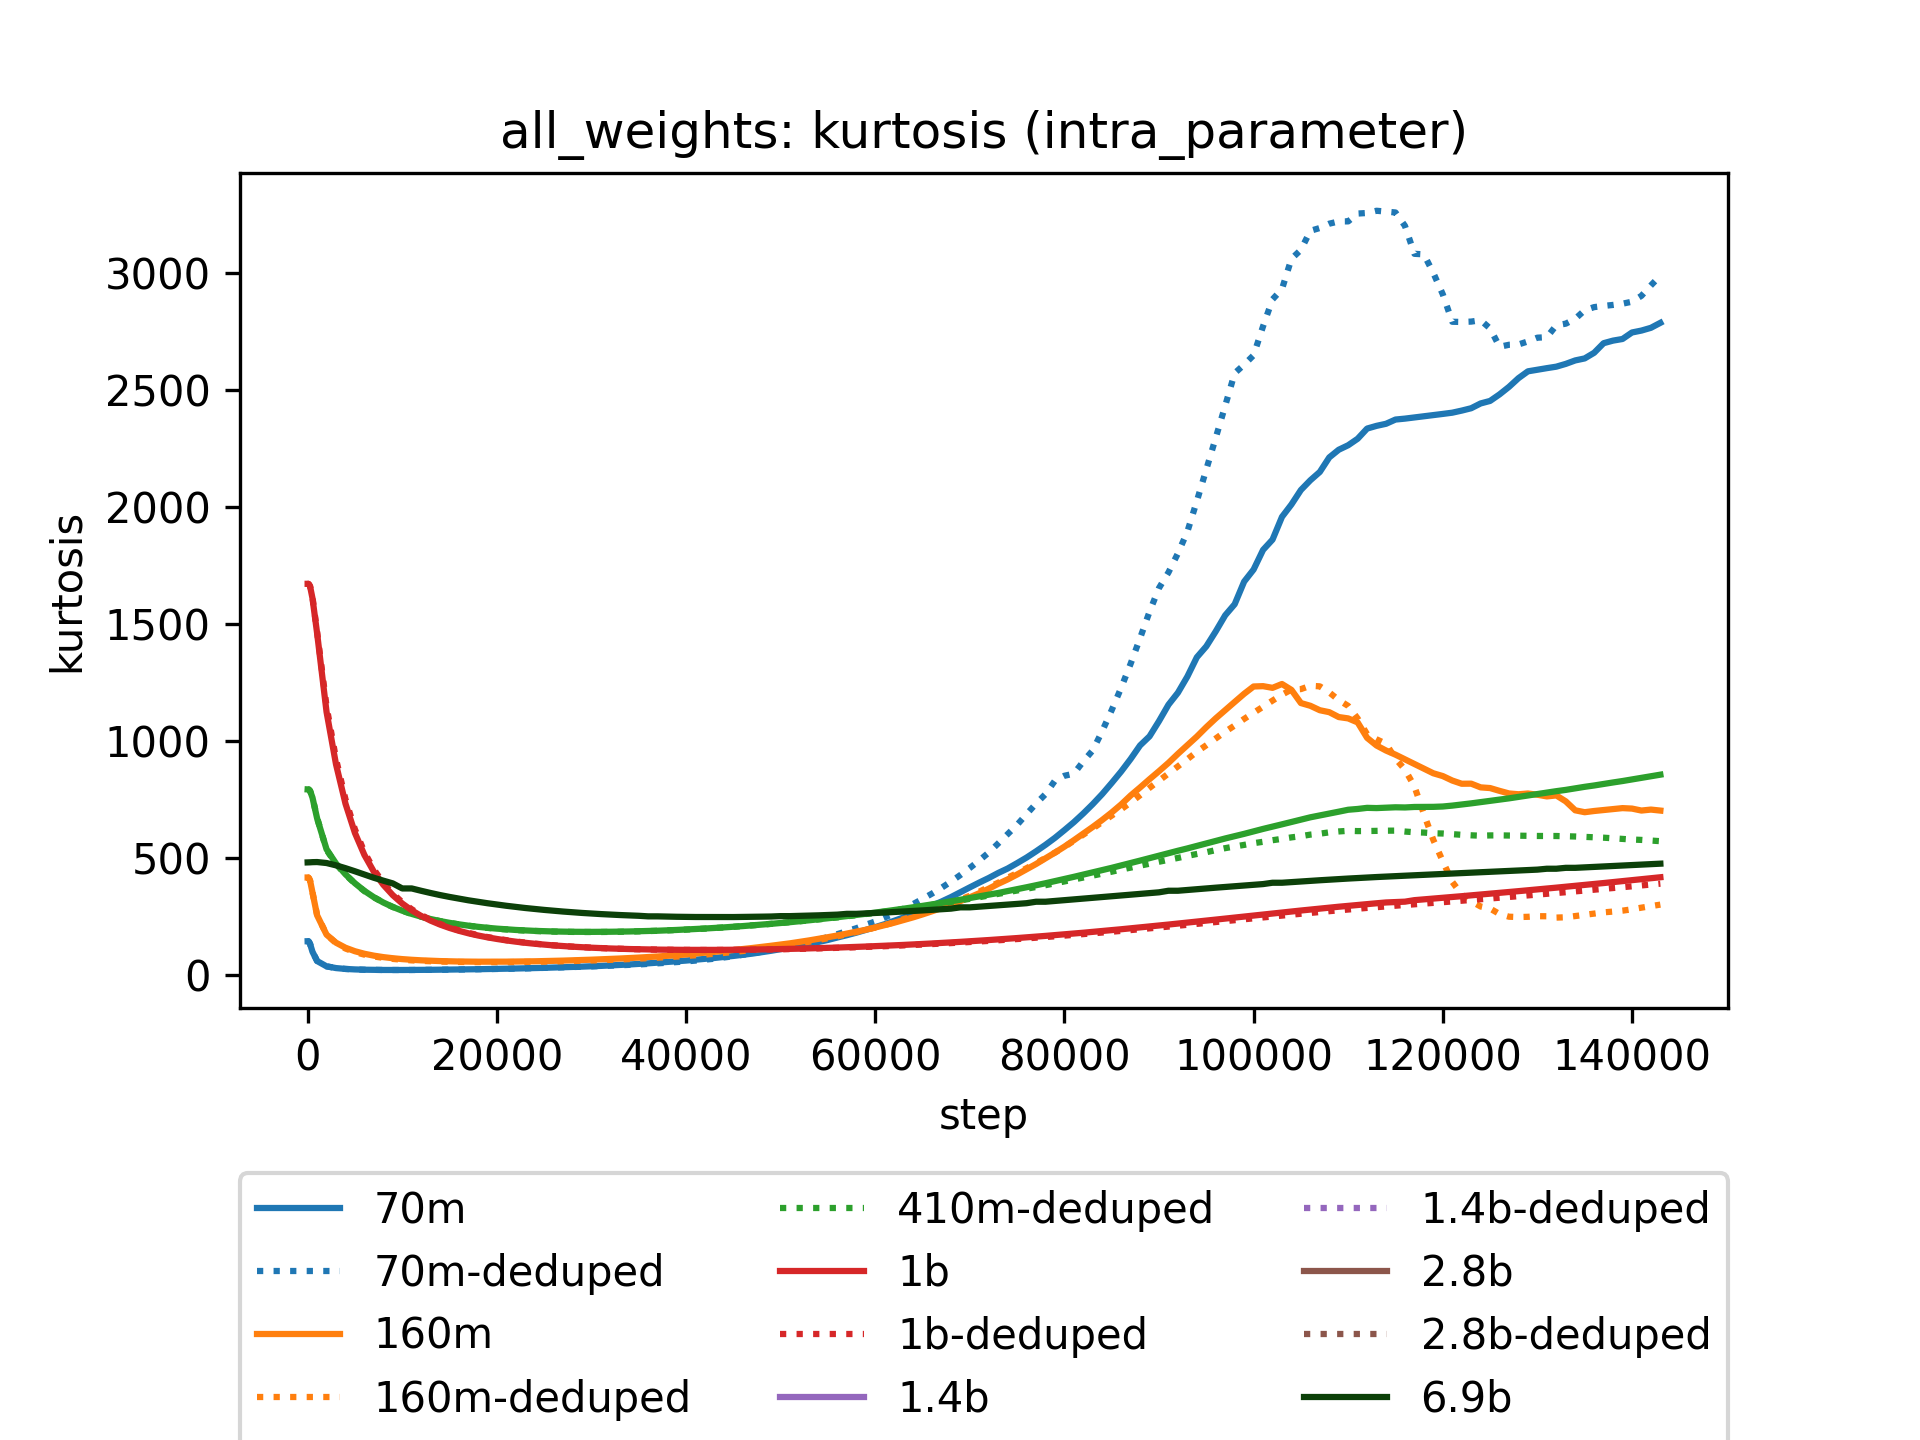 all_weights: kurtosis (intra_parameter)
kurtosis
3000
2500
2000
1500
1000
500
0
0 20000 40000 60000 80000 100000 120000 140000
step
70m
70m-deduped
160m
160m-deduped
410m-deduped
1b
1b-deduped
1.4b
1.4b-deduped
2.8b
2.8b-deduped
6.9b